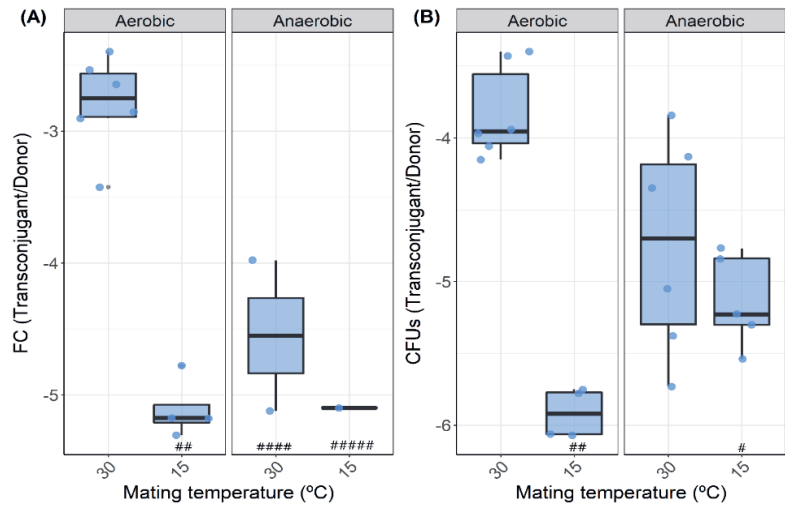 (A)
Aerobic
Anaerobic
FC (Transconjugant/Donor)
-3
-4
-5
##
####
#####
30
15
30
15
Mating temperature (ºC)
(B)
Aerobic
Anaerobic
CFUs (Transconjugant/Donor)
-4
-5
-6
##
#
30
15
30
15
Mating temperature (ºC)